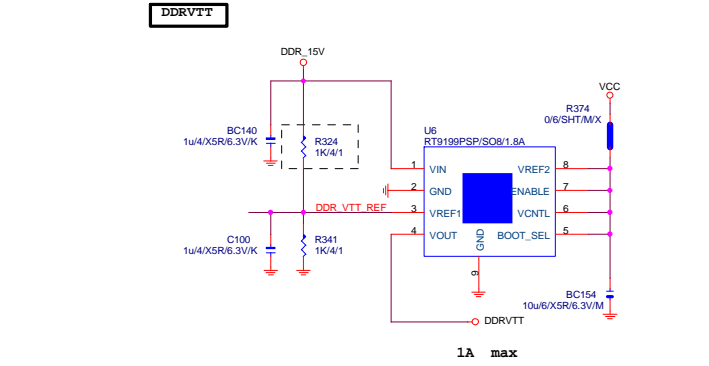 DDRVTT
DDR_15V
VCC
R374
0/6/SHT/M/X
BC140
1u/4/X5R/6.3V/K
R324
1K/4/1
U6
RT9199PSP/SO8/1.8A
1 VIN VREF2 8
2 GND ENABLE 7
DDR_VTT_REF 3 VREF1 VCNTL 6
4 VOUT BOOT_SEL 5
GND
9
C100
1u/4/X5R/6.3V/K
R341
1K/4/1
BC154
10u/6/X5R/6.3V/M
DDRVTT
1A max